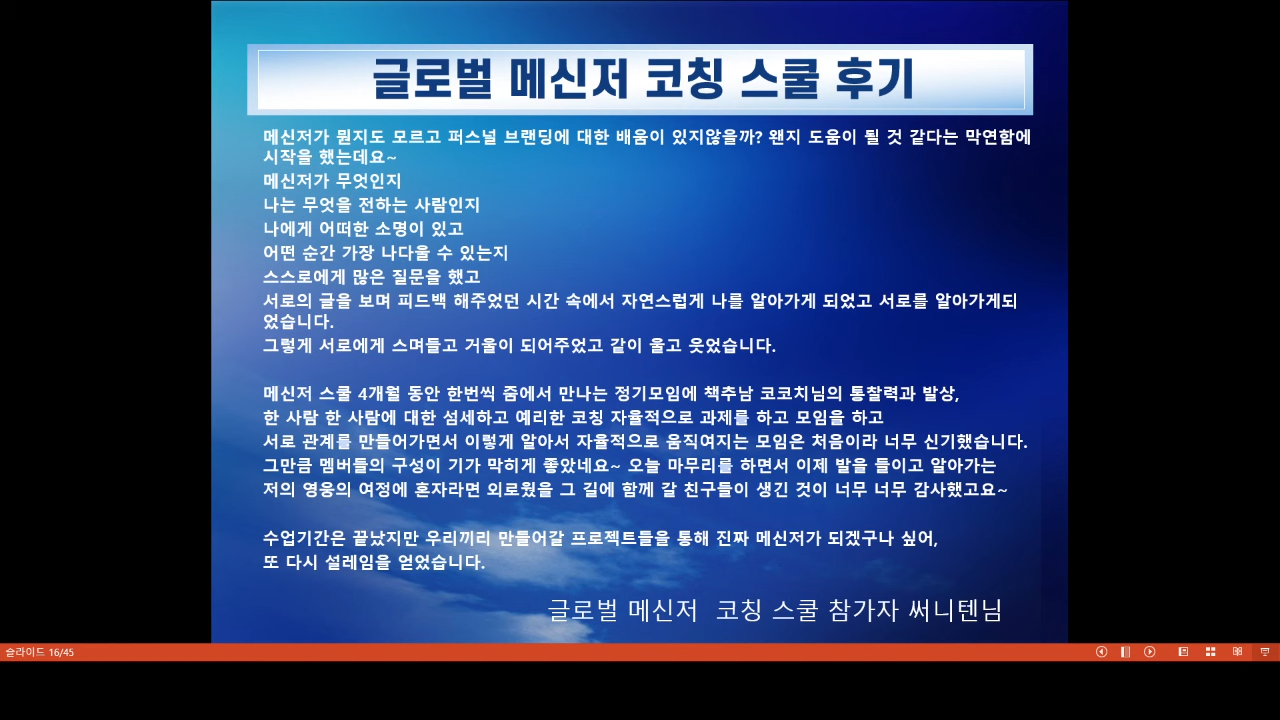 글로벌 메신저 코칭 스쿨 후기
메신저가 뭔지도 모르고 퍼스널 브랜딩에 대한 배움이 있지않을까? 왠지 도움이 될 것 같다는 막연함에
시작을 했는데요~
메신저가 무엇인지
나는 무엇을 전하는 사람인지
나에게 어떠한 소명이 있고
어떤 순간 가장 나다울 수 있는지
스스로에게 많은 질문을 했고
서로의 글을 보며 피드백 해주었던 시간 속에서 자연스럽게 나를 알아가게 되었고 서로를 알아가게되
었습니다.
그렇게 서로에게 스며들고 거울이 되어주었고 같이 울고 웃었습니다.
메신저 스쿨 4개월 동안 한번씩 줌에서 만나는 정기모임에 책추남 코코치님의 통찰력과 발상,
한 사람 한 사람에 대한 섬세하고 예리한 코칭 자율적으로 과제를 하고 모임을 하고
서로 관계를 만들어가면서 이렇게 알아서 자율적으로 움직여지는 모임은 처음이라 너무 신기했습니다.
그만큼 멤버들의 구성이 기가 막히게 좋았네요~ 오늘 마무리를 하면서 이제 발을 들이고 알아가는
저의 영웅의 여정에 혼자라면 외로웠을 그 길에 함께 갈 친구들이 생긴 것이 너무 너무 감사했고요~
수업기간은 끝났지만 우리끼리 만들어갈 프로젝트들을 통해 진짜 메신저가 되겠구나 싶어,
또 다시 설레임을 얻었습니다.
글로벌 메신저  코칭 스쿨 참가자 써니텐님
슬라이드 16/45